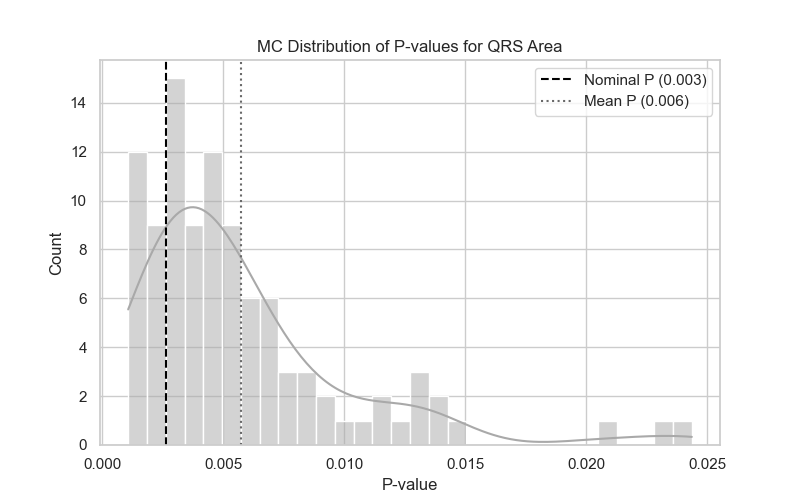 MC Distribution of P-values for QRS Area
Nominal P (0.003)
Mean P (0.006)
Count
14
12
10
8
6
4
2
0
0.000 0.005 0.010 0.015 0.020 0.025
P-value